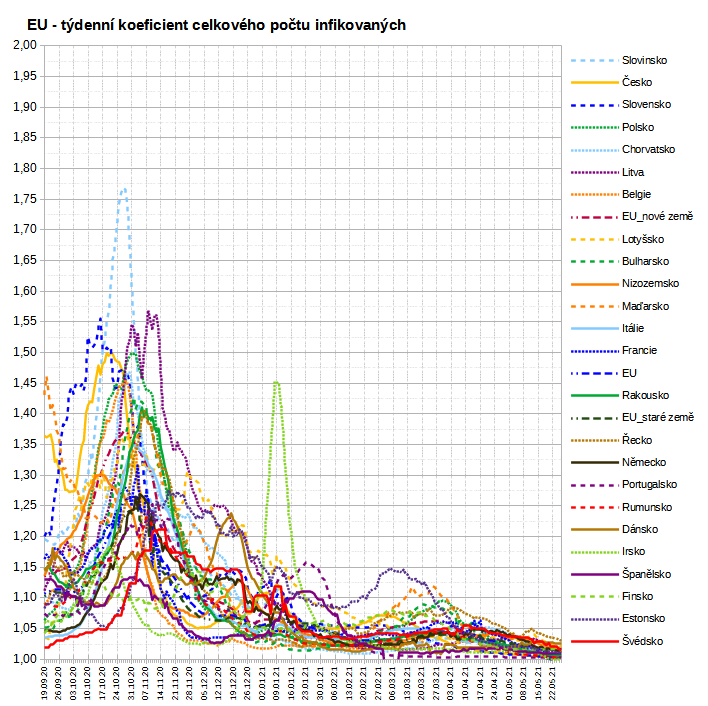 EU - týdenní koeficient celkového počtu infikovaných
2,00
1,95
1,90
1,85
1,80
1,75
1,70
1,65
1,60
1,55
1,50
1,45
1,40
1,35
1,30
1,25
1,20
1,15
1,10
1,05
1,00
19.09.20
26.09.20
03.10.20
10.10.20
17.10.20
24.10.20
31.10.20
07.11.20
14.11.20
21.11.20
28.11.20
05.12.20
12.12.20
19.12.20
26.12.20
02.01.21
09.01.21
16.01.21
23.01.21
30.01.21
06.02.21
13.02.21
20.02.21
27.02.21
06.03.21
13.03.21
20.03.21
27.03.21
03.04.21
10.04.21
17.04.21
24.04.21
01.05.21
08.05.21
15.05.21
22.05.21
Slovinsko
Česko
Slovensko
Polsko
Chorvatsko
Litva
Belgie
EU_nové země
Lotyšsko
Bulharsko
Nizozemsko
Maďarsko
Itálie
Francie
EU
Rakousko
EU_staré země
Řecko
Německo
Portugalsko
Rumunsko
Dánsko
Irsko
Španělsko
Finsko
Estonsko
Švédsko